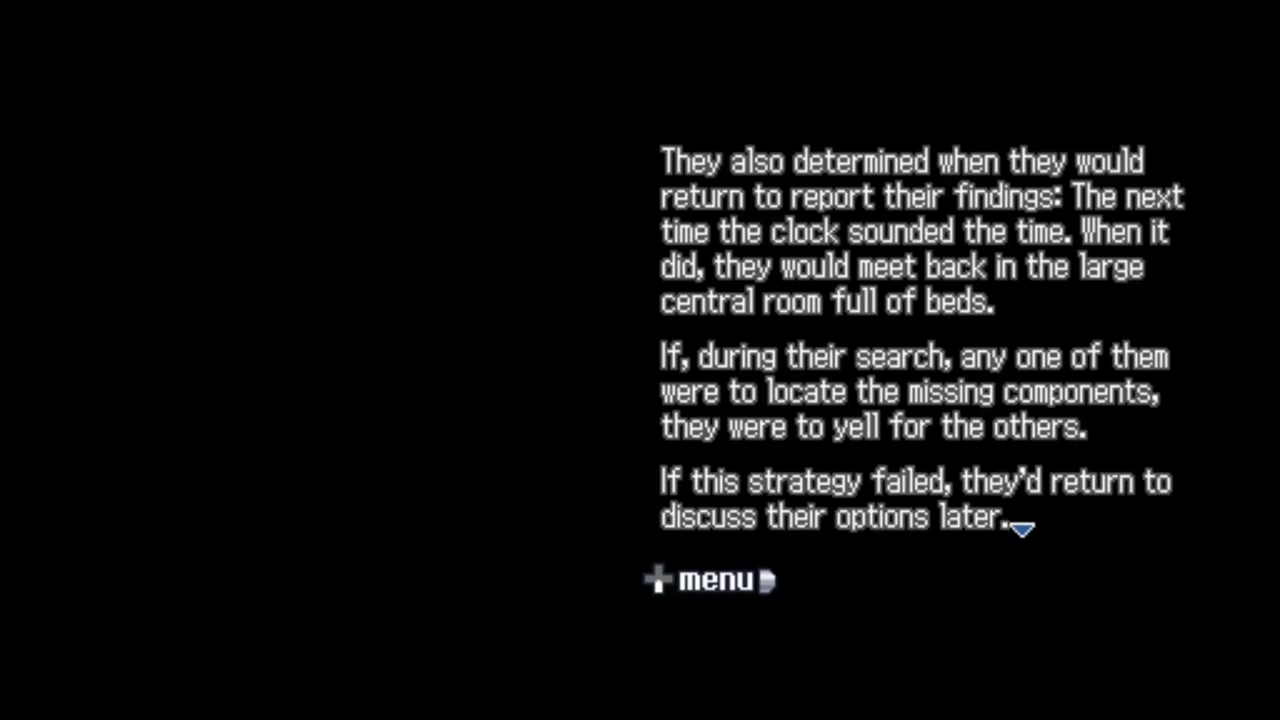 They also determined when they would
return to report their findings: The next
time the clock sounded the time. When it
did, they would meet back in the large
central room full of beds.
If, during their search, any one of them
were to locate the missing components,
they were to yell for the others.
If this strategy failed, they'd return to
discuss their options later.
menu